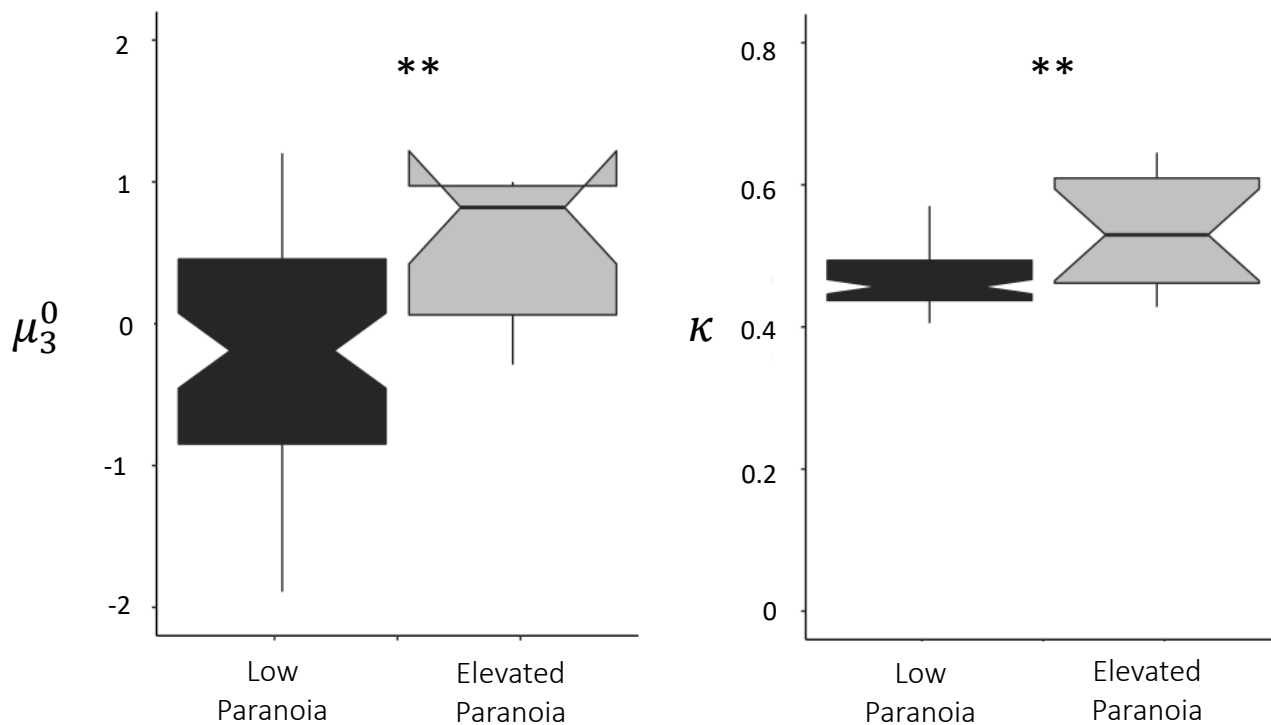 2
**
1
μ₃⁰
0
-1
-2
Low
Paranoia
Elevated
Paranoia
0.8
**
0.6
κ
0.4
0.2
0
Low
Paranoia
Elevated
Paranoia